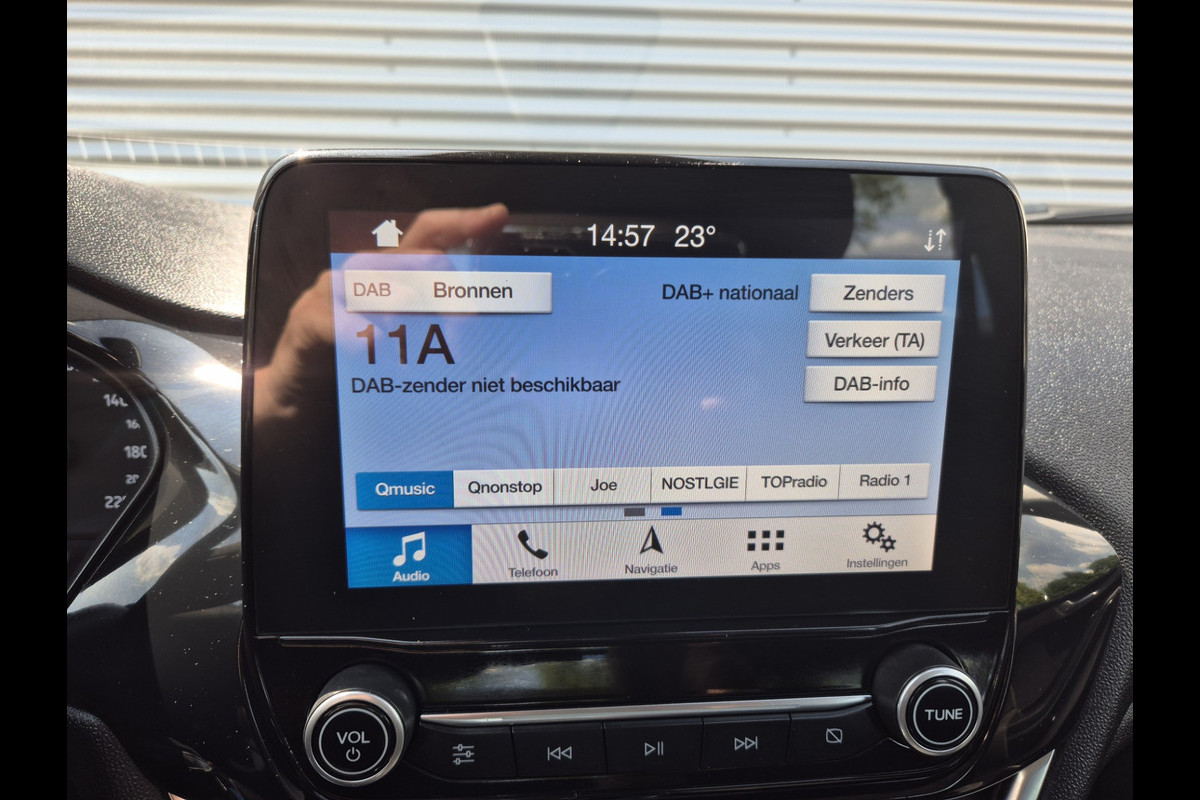 14:57 23°
DAB Bronnen
DAB+ nationaal
Zenders
11A
Verkeer (TA)
DAB-zender niet beschikbaar
DAB-info
Qmusic Qnonstop Joe NOSTLGIE TOPradio Radio 1
Audio Telefoon Navigatie Apps Instellingen
VOL
TUNE
180